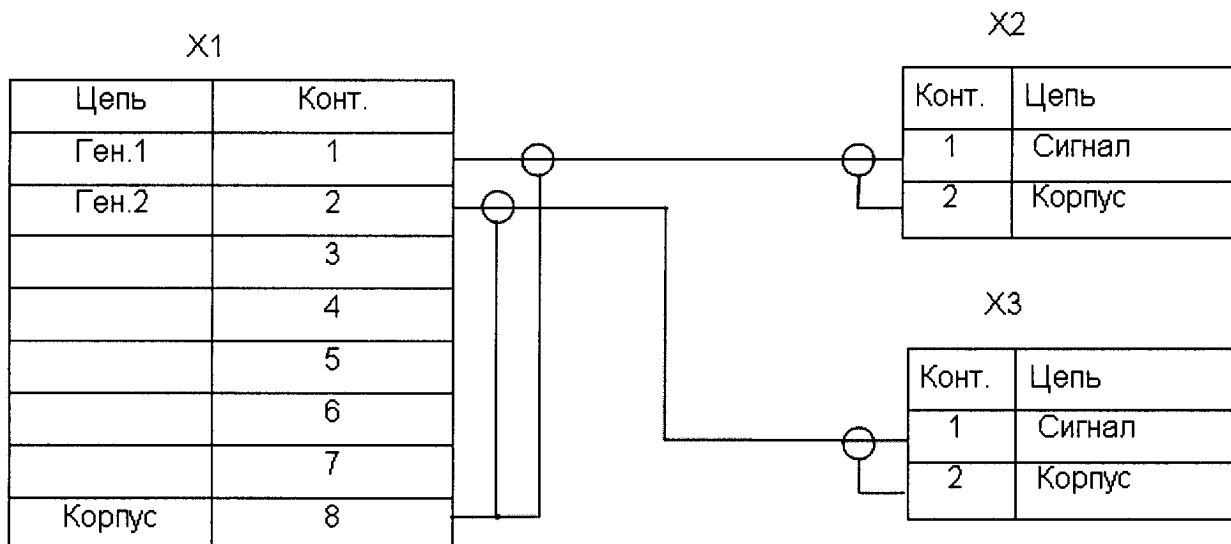 X1
Цепь Конт.
Ген.1 1
Ген.2 2
3
4
5
6
7
Корпус 8
X2
Конт. Цепь
1 Сигнал
2 Корпус
X3
Конт. Цепь
1 Сигнал
2 Корпус